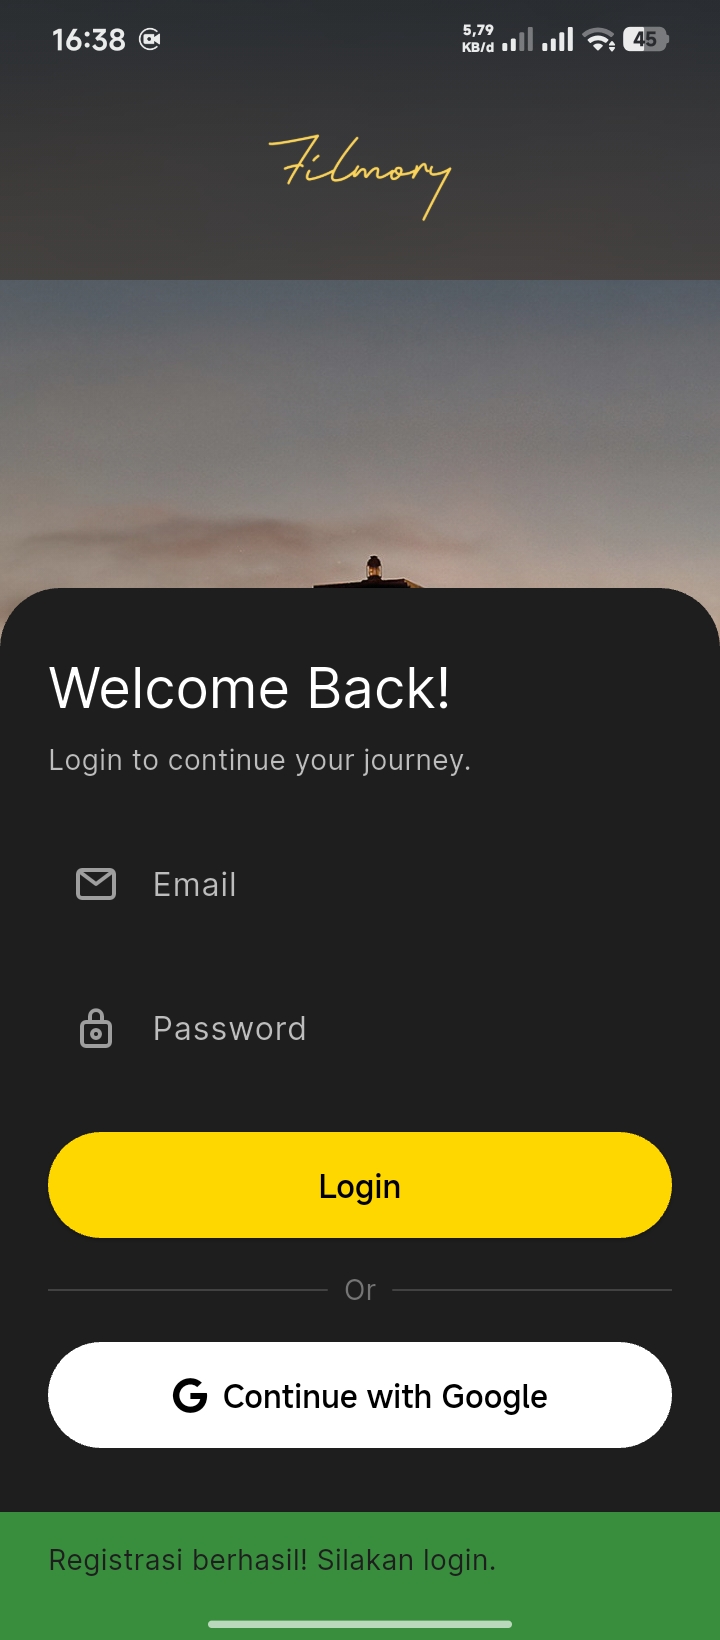 16:38
5,79
KB/d
45
Filmory
Welcome Back!
Login to continue your journey.
Email
Password
Login
Or
G Continue with Google
Registrasi berhasil! Silakan login.